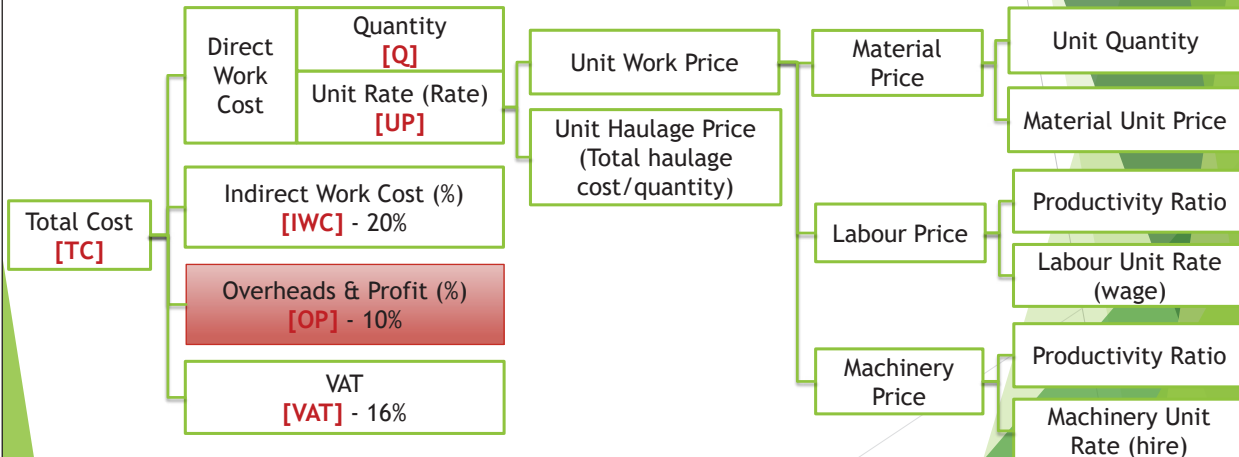 Total Cost
[TC]
Direct
Work
Cost
Quantity
[Q]
Unit Rate (Rate)
[UP]
Indirect Work Cost (%)
[IWC] - 20%
Overheads & Profit (%)
[OP] - 10%
VAT
[VAT] - 16%
Unit Work Price
Unit Haulage Price
(Total haulage
cost/quantity)
Material
Price
Labour Price
Machinery
Price
Unit Quantity
Material Unit Price
Productivity Ratio
Labour Unit Rate
(wage)
Productivity Ratio
Machinery Unit
Rate (hire)